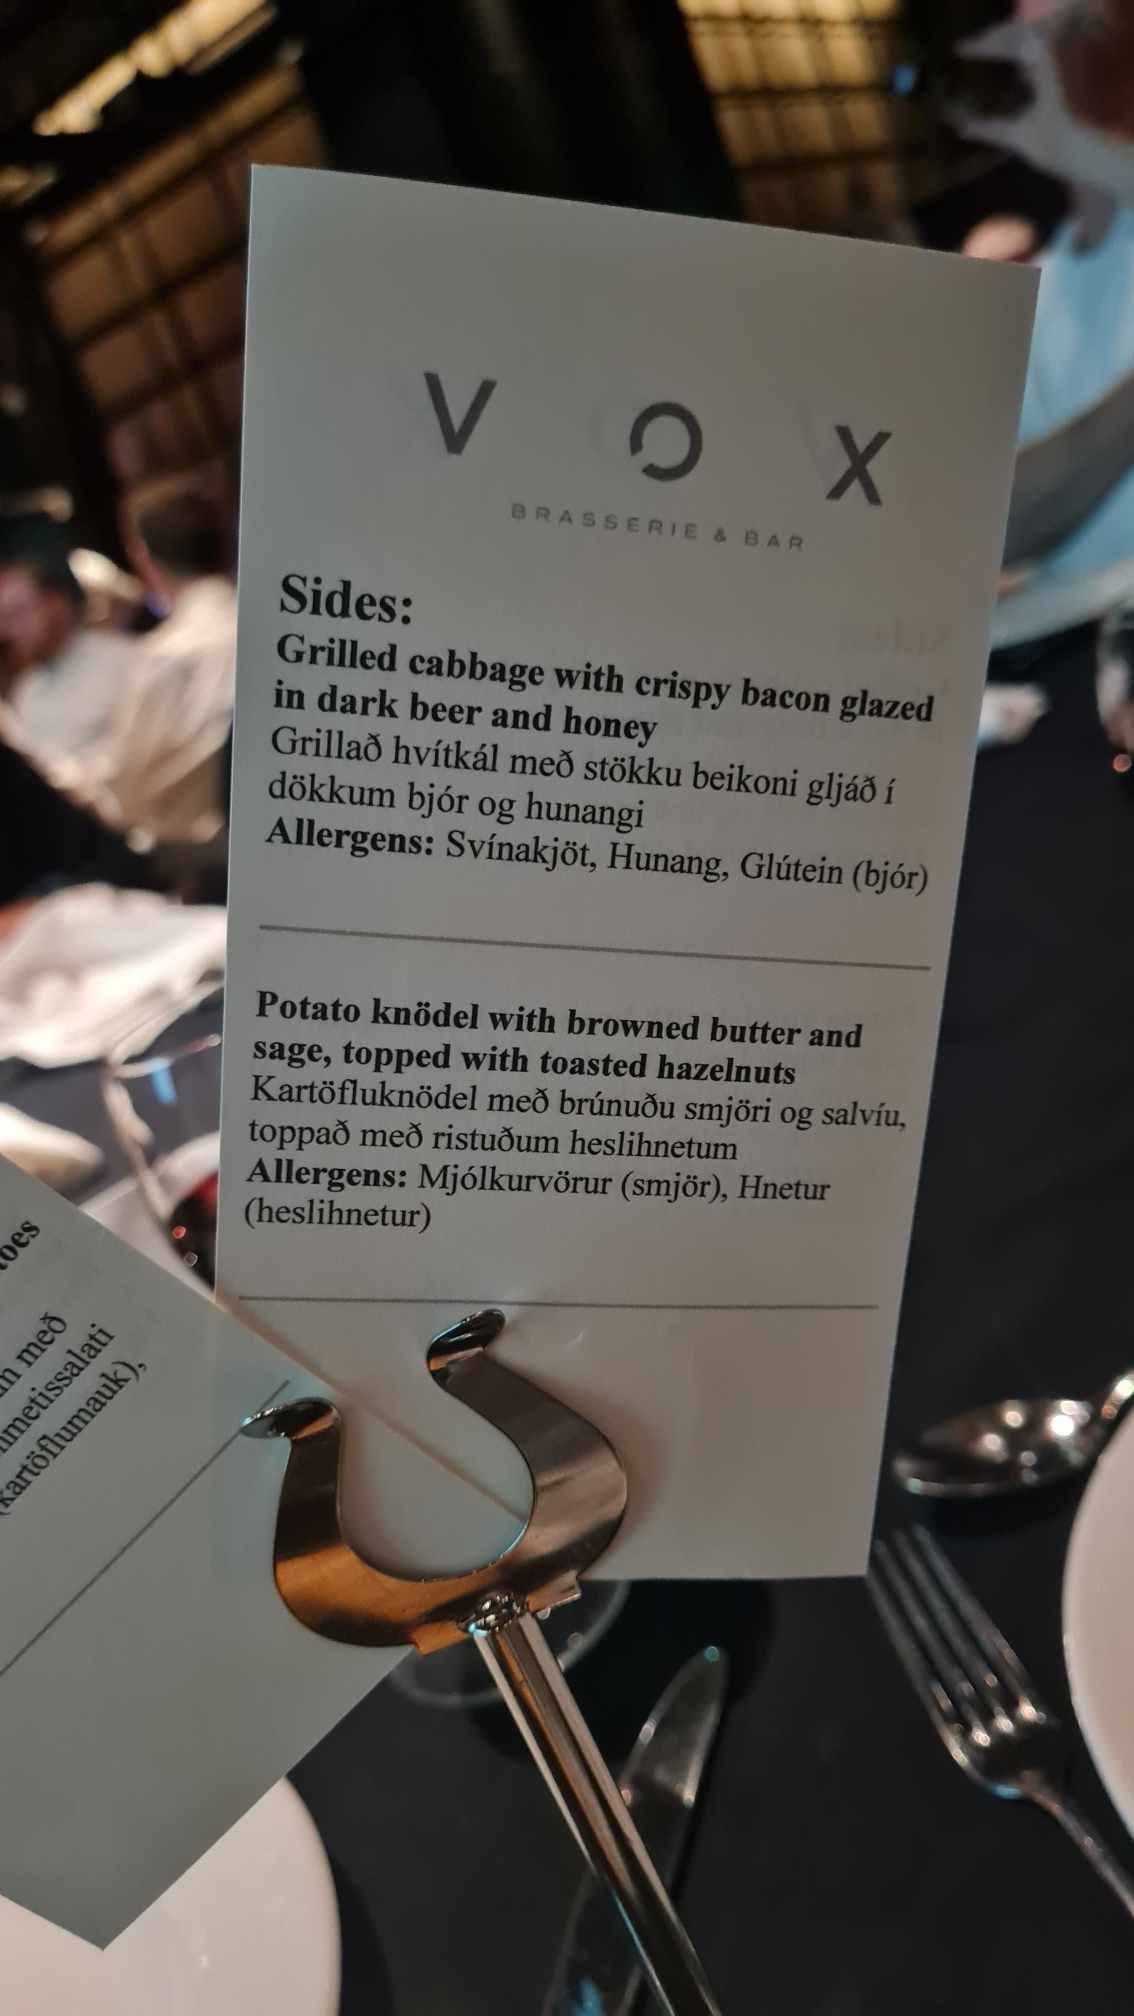 V O X
BRASSERIE & BAR
Sides:
Grilled cabbage with crispy bacon glazed
in dark beer and honey
Grillað hvítkál með stökku beikoni gljáð í
dökkum bjór og hunangi
Allergens: Svínakjöt, Hunang, Glútein (bjór)
Potato knödel with browned butter and
sage, topped with toasted hazelnuts
Kartöfluknödel með brúnuðu smjöri og salvíu,
toppað með ristuðum heslihnetum
Allergens: Mjólkurvörur (smjör), Hnetur
(heslihnetur)
með
(kartöflumauk),